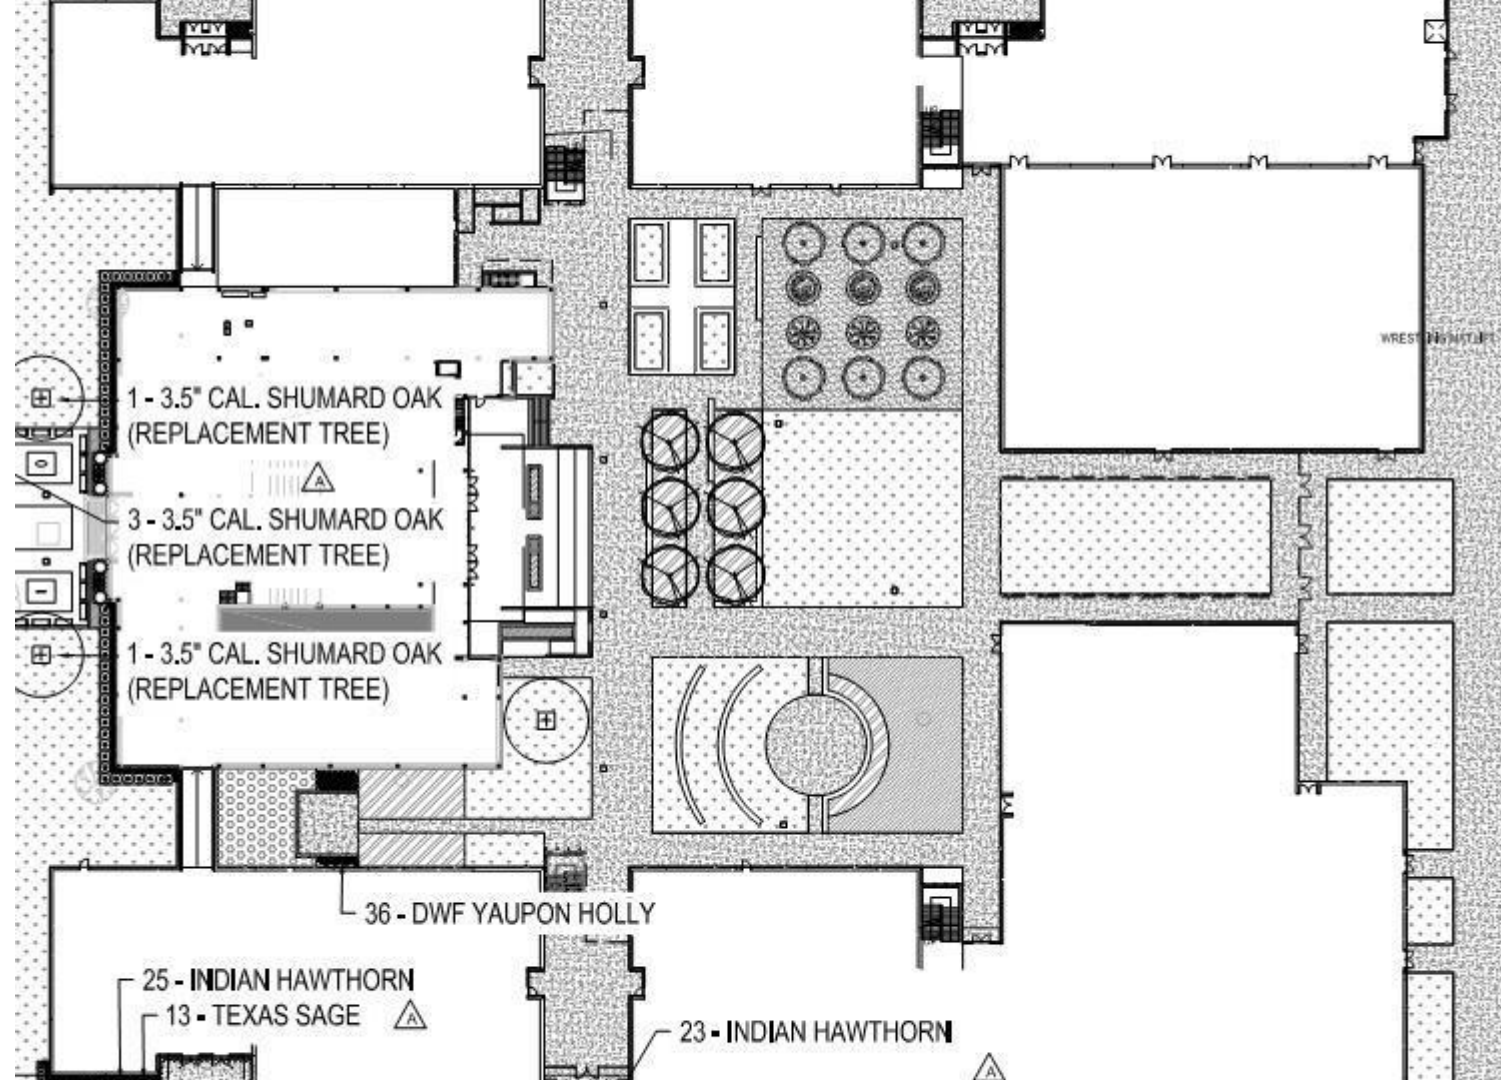 1 - 3.5" CAL. SHUMARD OAK
(REPLACEMENT TREE)
A
3 - 3.5" CAL. SHUMARD OAK
(REPLACEMENT TREE)
1 - 3.5" CAL. SHUMARD OAK
(REPLACEMENT TREE)
36 - DWF YAUPON HOLLY
25 - INDIAN HAWTHORN
13 - TEXAS SAGE
A
23 - INDIAN HAWTHORN
A